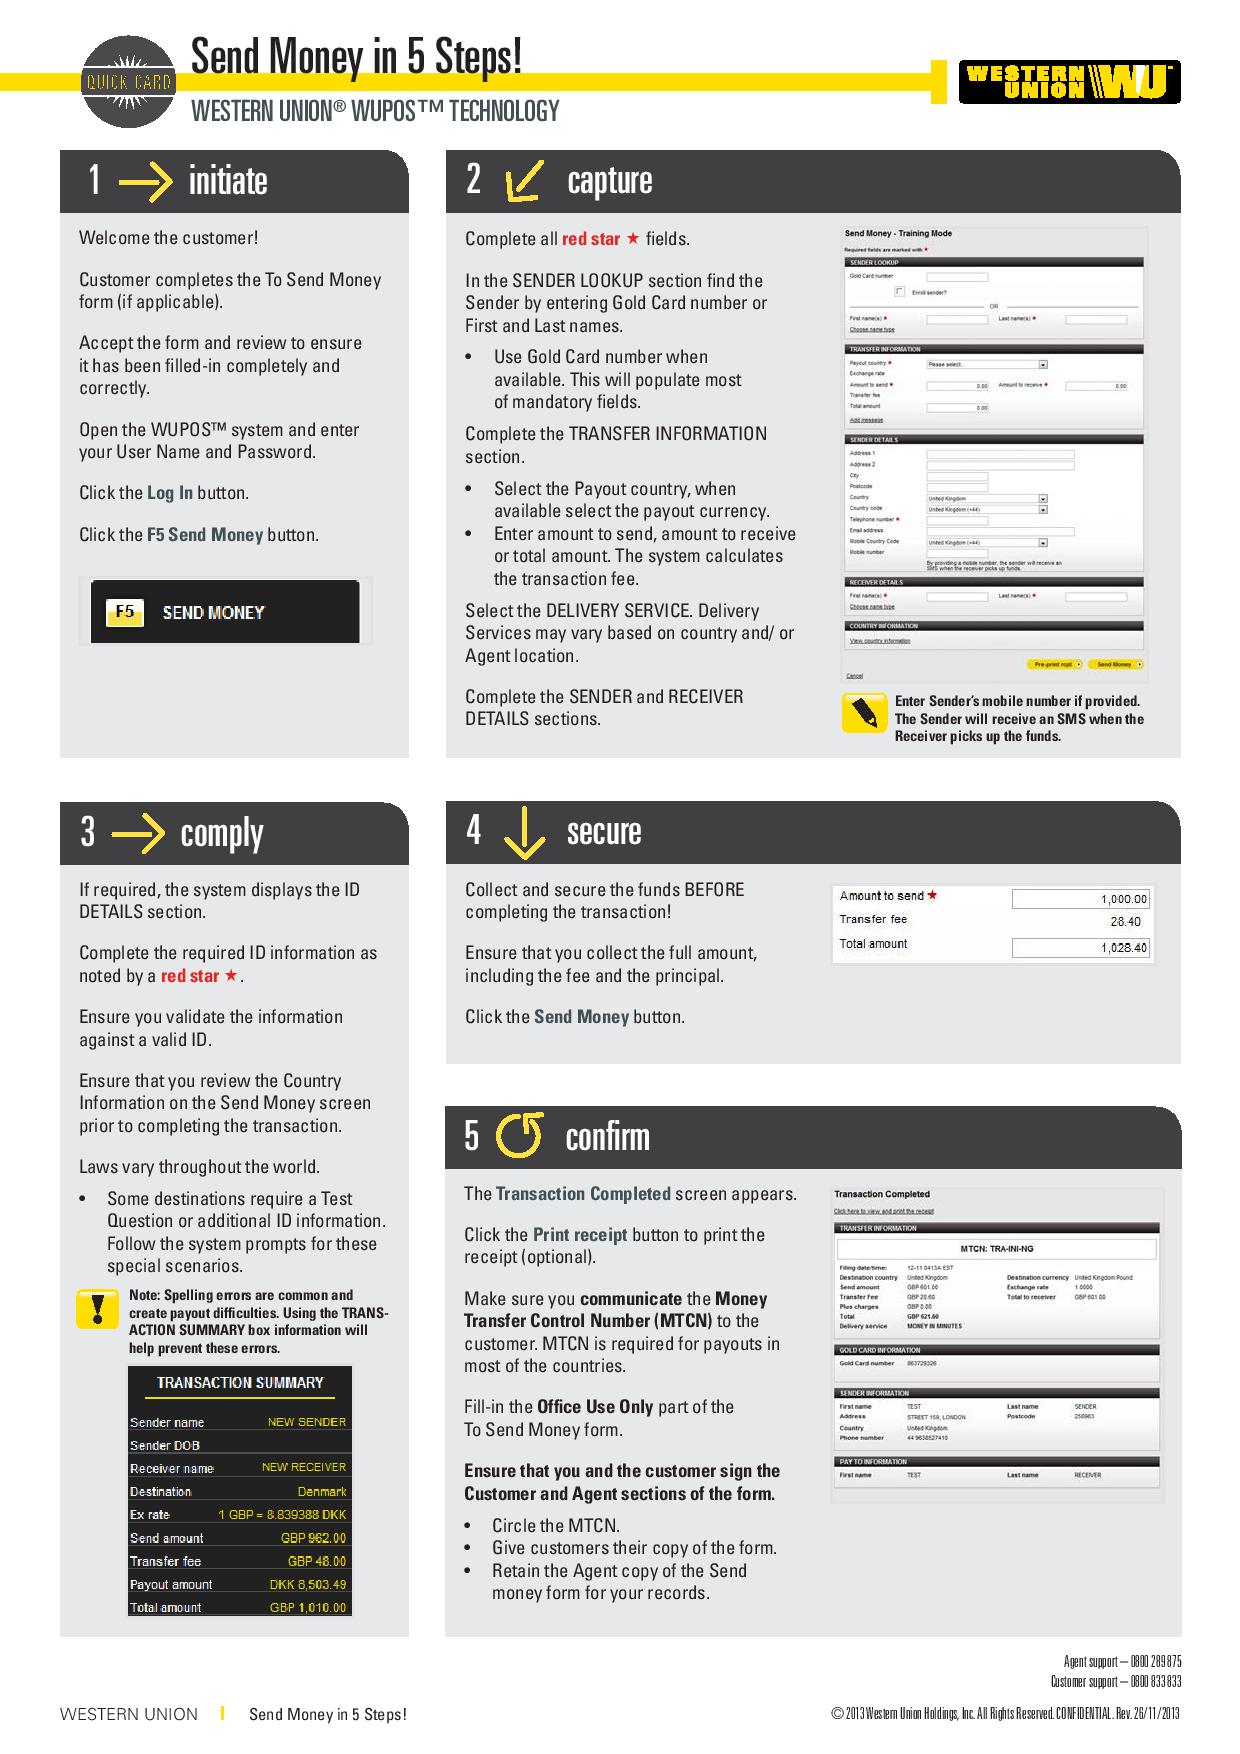 QUICK CARD
Send Money in 5 Steps!
WESTERN UNION® WUPOS™ TECHNOLOGY
WESTERN
UNION WU
1 initiate
Welcome the customer!
Customer completes the To Send Money
form (if applicable).
Accept the form and review to ensure
it has been filled-in completely and
correctly.
Open the WUPOS™ system and enter
your User Name and Password.
Click the Log In button.
Click the F5 Send Money button.
F5 SEND MONEY
2 capture
Complete all red star ★ fields.
In the SENDER LOOKUP section find the
Sender by entering Gold Card number or
First and Last names.
• Use Gold Card number when
available. This will populate most
of mandatory fields.
Complete the TRANSFER INFORMATION
section.
• Select the Payout country, when
available select the payout currency.
• Enter amount to send, amount to receive
or total amount. The system calculates
the transaction fee.
Select the DELIVERY SERVICE. Delivery
Services may vary based on country and/ or
Agent location.
Complete the SENDER and RECEIVER
DETAILS sections.
Send Money - Training Mode
Required fields are marked with ★
SENDER LOOKUP
Gold Card number
Enroll sender?
OR
First name(s) ★ Last name(s) ★
Choose name type
TRANSFER INFORMATION
Payout country ★ Please select...
Exchange rate
Amount to send ★ 0.00 Amount to receive ★ 0.00
Transfer fee
Total amount 0.00
Add message
SENDER DETAILS
Address 1
Address 2
City
Postcode
Country United Kingdom
Country code United Kingdom (+44)
Telephone number ★
Email address
Mobile Country Code United Kingdom (+44)
Mobile number
By providing a mobile number, the sender will receive an
SMS when the receiver picks up funds.
RECEIVER DETAILS
First name(s) ★ Last name(s) ★
Choose name type
COUNTRY INFORMATION
View country information
Pre-print rcpt Send Money
Cancel
Enter Sender's mobile number if provided.
The Sender will receive an SMS when the
Receiver picks up the funds.
3 comply
If required, the system displays the ID
DETAILS section.
Complete the required ID information as
noted by a red star ★.
Ensure you validate the information
against a valid ID.
Ensure that you review the Country
Information on the Send Money screen
prior to completing the transaction.
Laws vary throughout the world.
• Some destinations require a Test
Question or additional ID information.
Follow the system prompts for these
special scenarios.
Note: Spelling errors are common and
create payout difficulties. Using the TRANS-
ACTION SUMMARY box information will
help prevent these errors.
TRANSACTION SUMMARY
Sender name NEW SENDER
Sender DOB
Receiver name NEW RECEIVER
Destination Denmark
Ex rate 1 GBP = 8.839388 DKK
Send amount GBP 962.00
Transfer fee GBP 48.00
Payout amount DKK 8,503.49
Total amount GBP 1,010.00
4 secure
Collect and secure the funds BEFORE
completing the transaction!
Ensure that you collect the full amount,
including the fee and the principal.
Click the Send Money button.
Amount to send ★ 1,000.00
Transfer fee 28.40
Total amount 1,028.40
5 confirm
The Transaction Completed screen appears.
Click the Print receipt button to print the
receipt (optional).
Make sure you communicate the Money
Transfer Control Number (MTCN) to the
customer. MTCN is required for payouts in
most of the countries.
Fill-in the Office Use Only part of the
To Send Money form.
Ensure that you and the customer sign the
Customer and Agent sections of the form.
• Circle the MTCN.
• Give customers their copy of the form.
• Retain the Agent copy of the Send
money form for your records.
Transaction Completed
Click here to view and print the receipt
TRANSFER INFORMATION
MTCN: TRA-INI-NG
Filing date/time: 12-11 0413A EST
Destination country United Kingdom Destination currency United Kingdom Pound
Send amount GBP 601.00 Exchange rate 1.0000
Transfer Fee GBP 20.60 Total to receiver GBP 601.00
Plus charges GBP 0.00
Total GBP 621.60
Delivery service MONEY IN MINUTES
GOLD CARD INFORMATION
Gold Card number 863729326
SENDER INFORMATION
First name TEST Last name SENDER
Address STREET 159, LONDON Postcode 258963
Country United Kingdom
Phone number 44 9638527410
PAY TO INFORMATION
First name TEST Last name RECEIVER
Agent support – 0800 289 875
Customer support – 0800 833 833
WESTERN UNION | Send Money in 5 Steps!
© 2013 Western Union Holdings, Inc. All Rights Reserved. CONFIDENTIAL. Rev. 26/11/2013